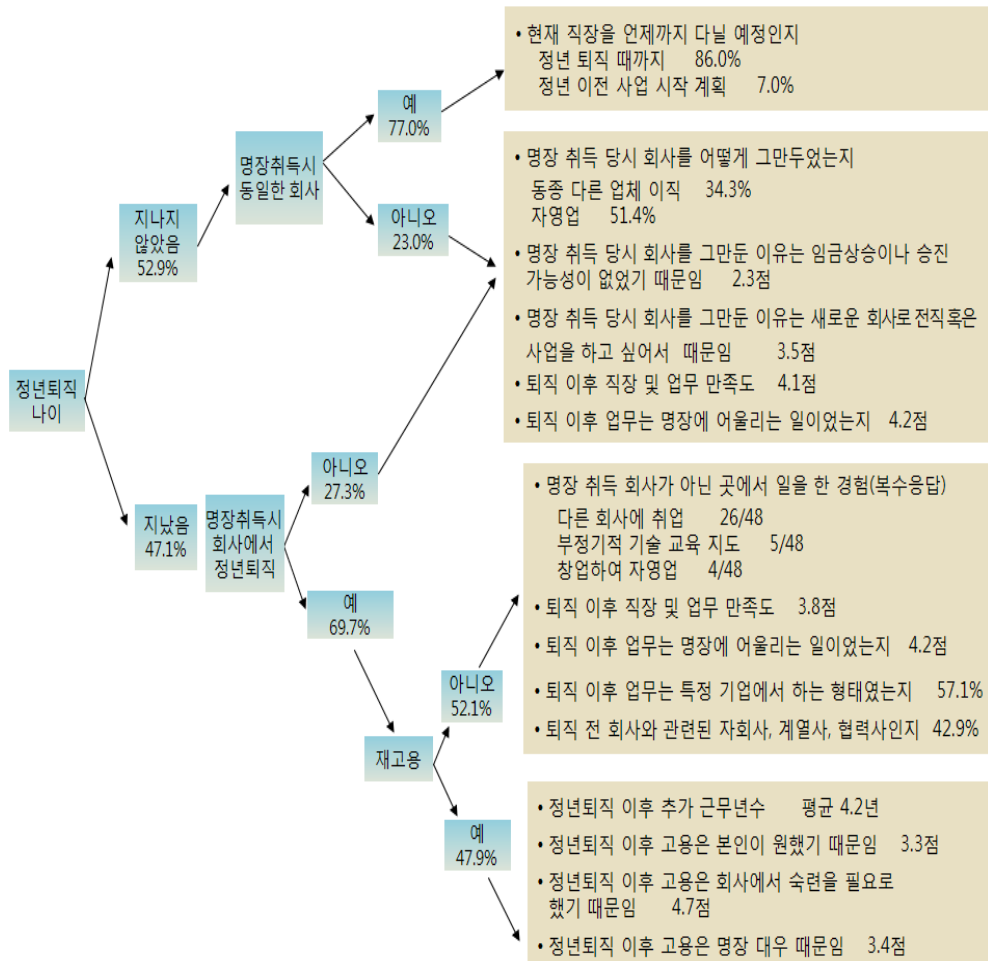 정년퇴직
나이
지나지
않았음
52.9%
명장취득시
동일한 회사
예
77.0%
아니오
23.0%
• 현재 직장을 언제까지 다닐 예정인지
정년 퇴직 때까지 86.0%
정년 이전 사업 시작 계획 7.0%
• 명장 취득 당시 회사를 어떻게 그만두었는지
동종 다른 업체 이직 34.3%
자영업 51.4%
• 명장 취득 당시 회사를 그만둔 이유는 임금상승이나 승진
가능성이 없었기 때문임 2.3점
• 명장 취득 당시 회사를 그만둔 이유는 새로운 회사로 전직 혹은
사업을 하고 싶어서 때문임 3.5점
• 퇴직 이후 직장 및 업무 만족도 4.1점
• 퇴직 이후 업무는 명장에 어울리는 일이었는지 4.2점
지났음
47.1%
명장취득시
회사에서
정년퇴직
아니오
27.3%
예
69.7%
재고용
아니오
52.1%
예
47.9%
• 명장 취득 회사가 아닌 곳에서 일을 한 경험(복수응답)
다른 회사에 취업 26/48
부정기적 기술 교육 지도 5/48
창업하여 자영업 4/48
• 퇴직 이후 직장 및 업무 만족도 3.8점
• 퇴직 이후 업무는 명장에 어울리는 일이었는지 4.2점
• 퇴직 이후 업무는 특정 기업에서 하는 형태였는지 57.1%
• 퇴직 전 회사와 관련된 자회사, 계열사, 협력사인지 42.9%
• 정년퇴직 이후 추가 근무년수 평균 4.2년
• 정년퇴직 이후 고용은 본인이 원했기 때문임 3.3점
• 정년퇴직 이후 고용은 회사에서 숙련을 필요로
했기 때문임 4.7점
• 정년퇴직 이후 고용은 명장 대우 때문임 3.4점